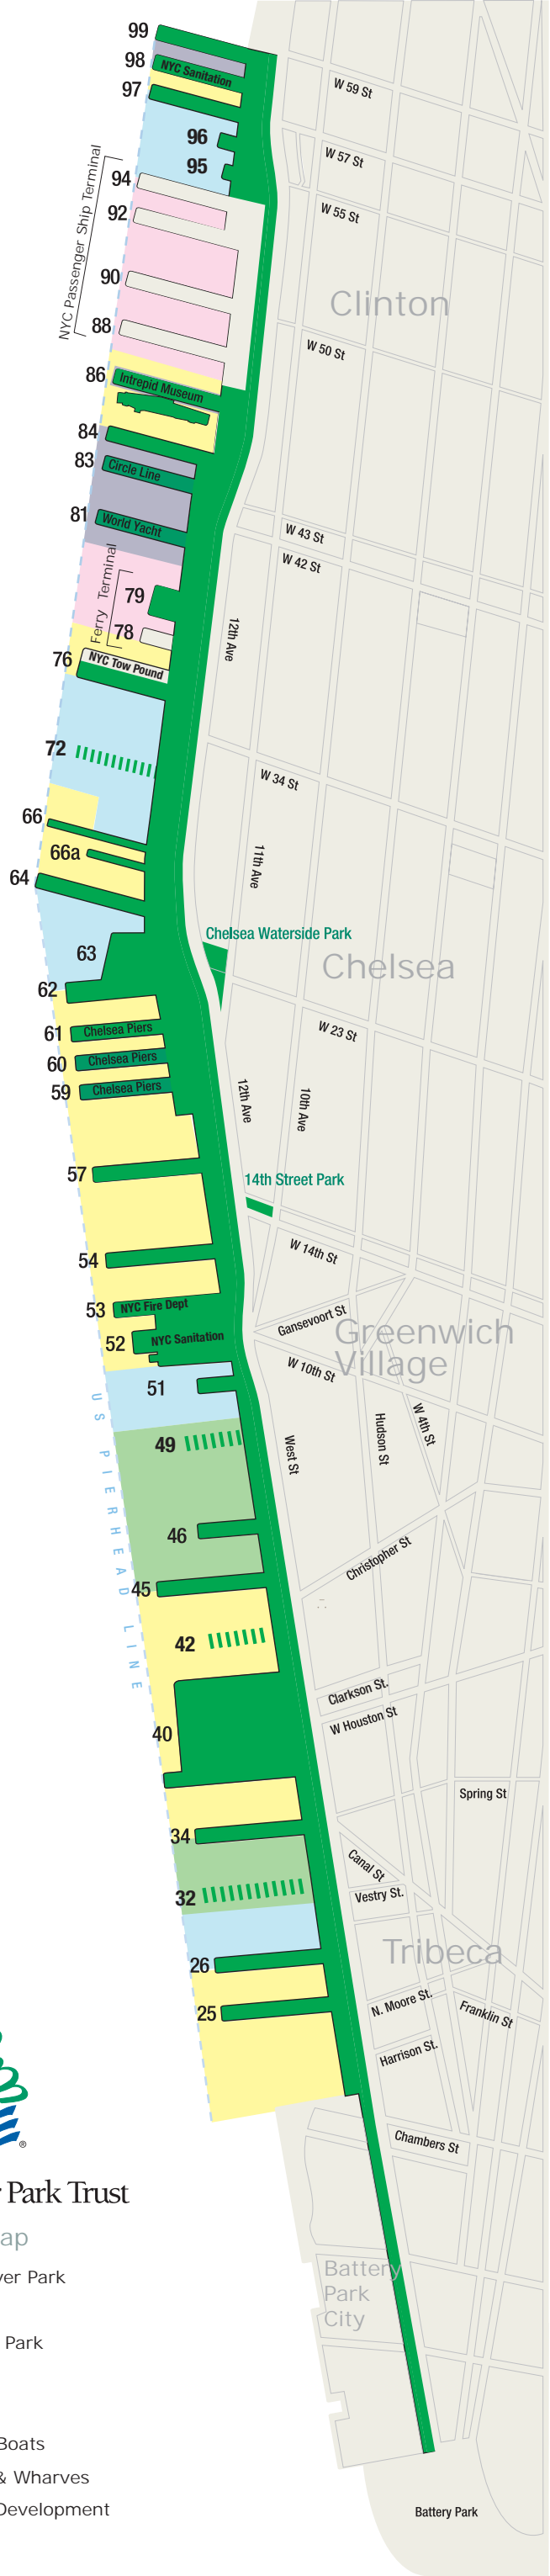 99
98
NYC Sanitation
97
W 59 St
96
W 57 St
95
94
NYC Passenger Ship Terminal
92
W 55 St
90
Clinton
88
W 50 St
86
Intrepid Museum
84
83
Circle Line
81
World Yacht
W 43 St
W 42 St
Ferry Terminal
79
78
12th Ave
76
NYC Tow Pound
72
W 34 St
66
66a
11th Ave
64
Chelsea Waterside Park
63
Chelsea
62
61
Chelsea Piers
W 23 St
60
Chelsea Piers
59
Chelsea Piers
12th Ave
10th Ave
57
14th Street Park
54
W 14th St
53
NYC Fire Dept
Gansevoort St
52
NYC Sanitation
Greenwich
Village
W 10th St
51
US PIERHEAD LINE
49
West St
Hudson St
W 4th St
46
Christopher St
45
42
Clarkson St.
40
W Houston St
Spring St
34
Canal St
32
Vestry St.
Tribeca
26
N. Moore St.
25
Franklin St
Harrison St.
Chambers St
®
Park Trust
ap
ver Park
Battery
Park
City
Park
Boats
& Wharves
Development
Battery Park